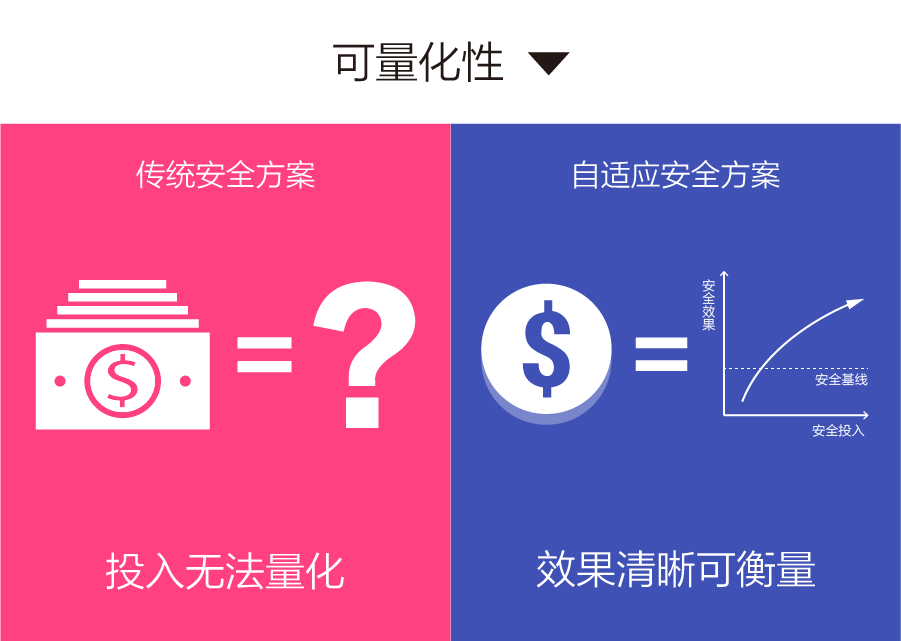 可量化性
传统安全方案
自适应安全方案
$
=
?
$
=
安全效果
安全基线
安全投入
投入无法量化
效果清晰可衡量